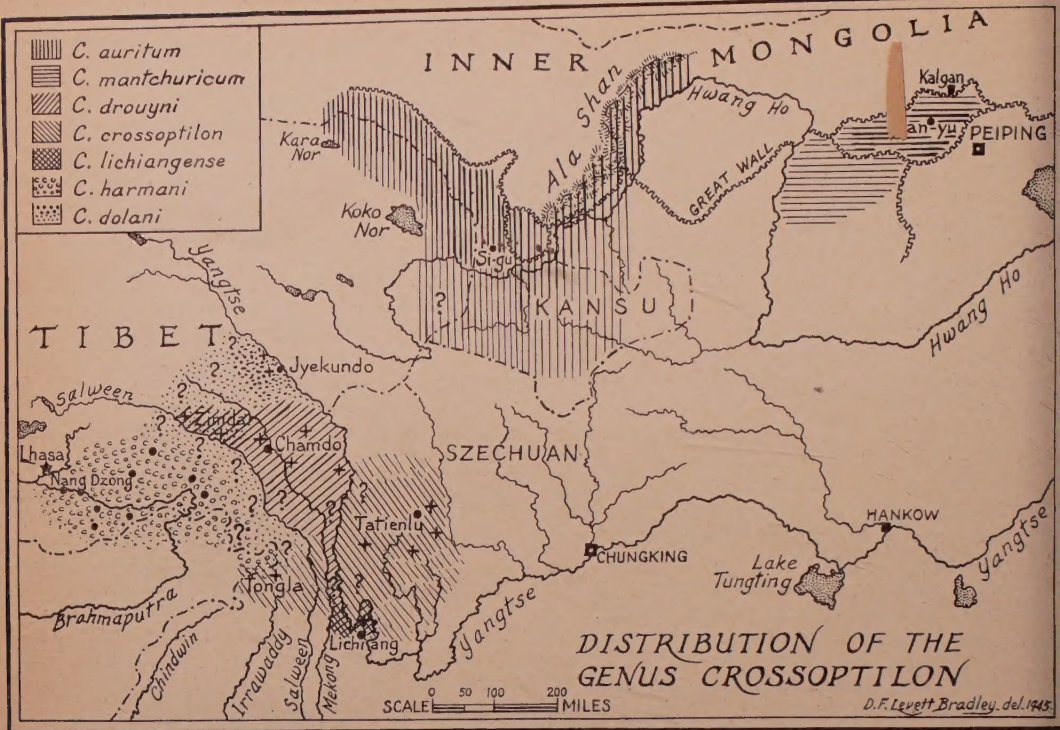 C. auritum
C. mantchuricum
C. drouyni
C. crossoptilon
C. lichiangense
C. harmani
C. dolani
INNER MONGOLIA
Kara
Nor
Ala Shan
Hwang Ho
Kalgan
an-yu
PEIPING
GREAT WALL
Koko
Nor
Si-gu
?
KANSU
Hwang Ho
Yangtse
TIBET
?
?
Jyekundo
?
Salween
?
Zimda
Chamdo
Lhasa
Nang Dzong
?
?
?
?
?
?
SZECHUAN
?
Tatienlu
?
?
CHUNGKING
HANKOW
Lake
Tungting
Yangtse
Tongla
Lichiang
Yangtse
Brahmaputra
Chindwin
Irrawaddy
Salween
Mekong
DISTRIBUTION OF THE
GENUS CROSSOPTILON
SCALE 0 50 100 200 MILES
D.F. Levett Bradley. del. 1945.